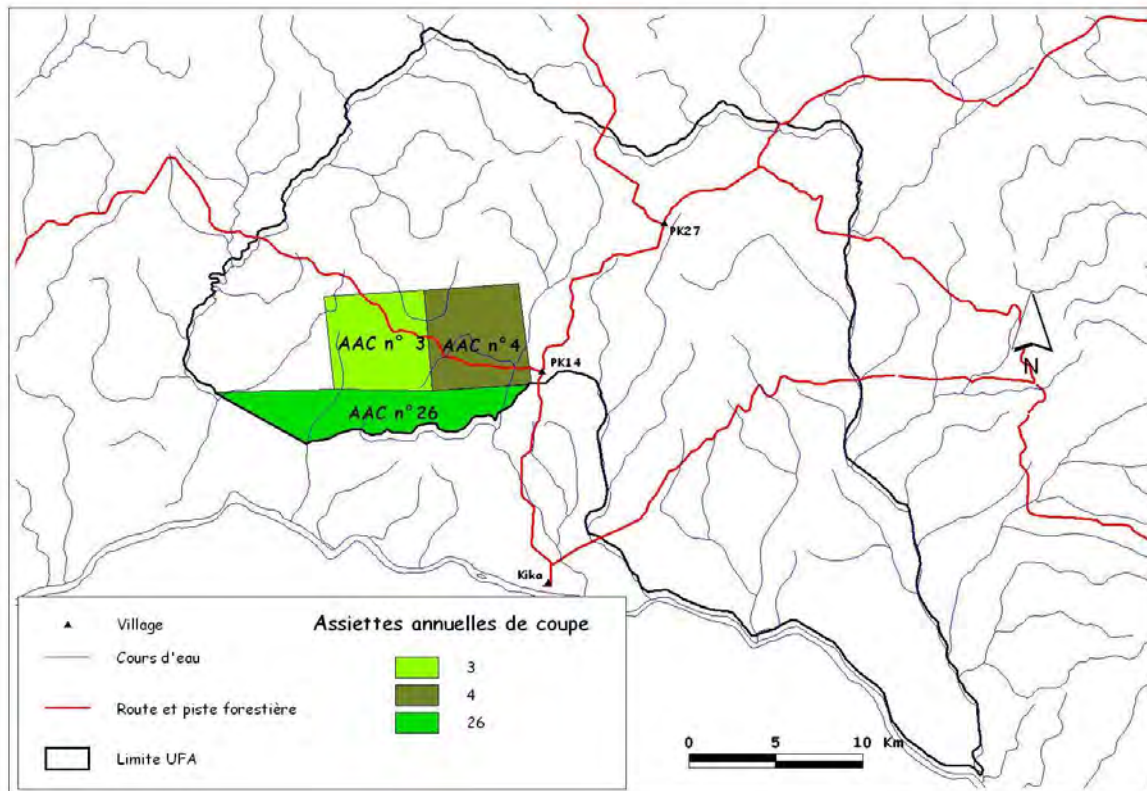 PK27
AAC n° 3
AAC n°4
PK14
N
AAC n°26
Kika
Village
Cours d'eau
Route et piste forestière
Limite UFA
Assiettes annuelles de coupe
3
4
26
0 5 10 Km